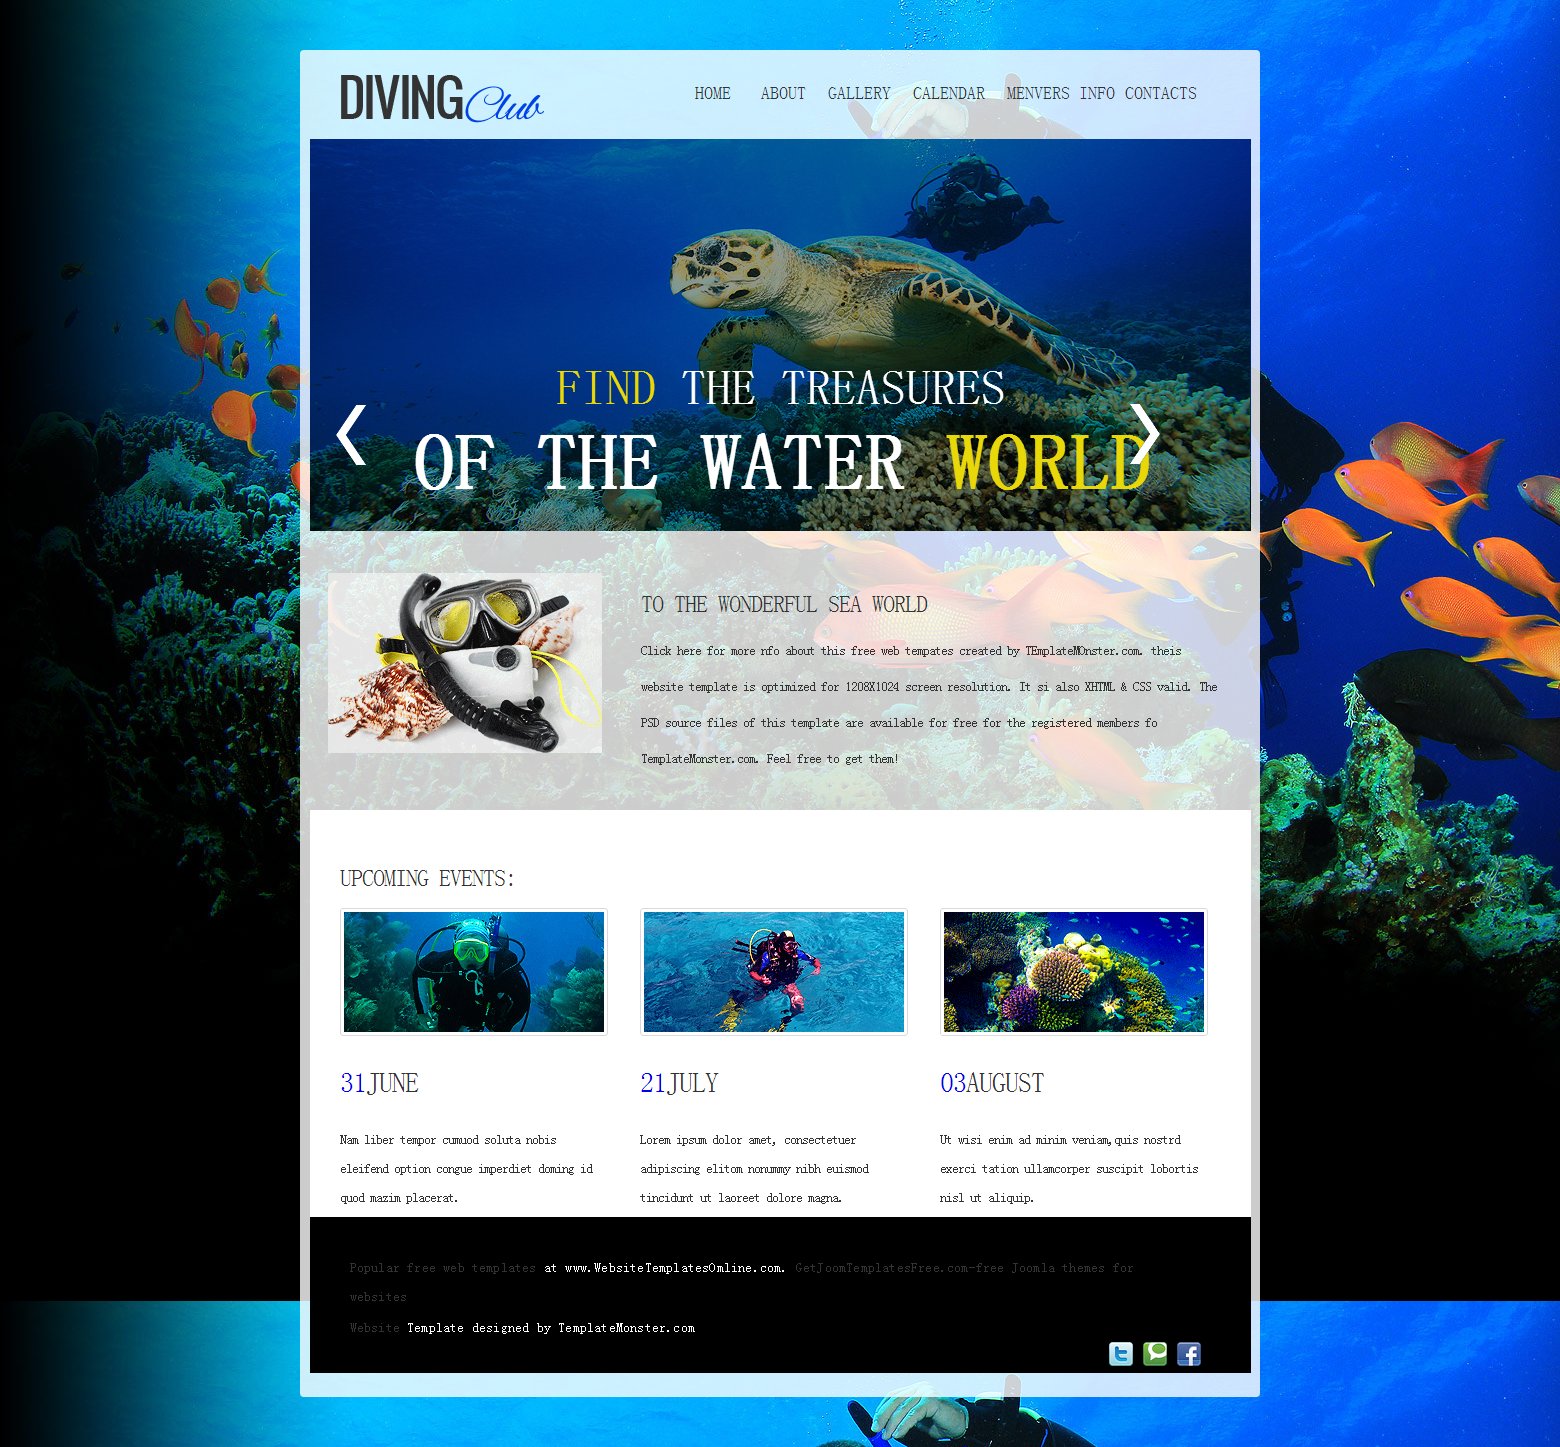 DIVING Club
HOME ABOUT GALLERY CALENDAR MENVERS INFO CONTACTS
FIND THE TREASURES
OF THE WATER WORLD
TO THE WONDERFUL SEA WORLD
Click here for more nfo about this free web tempates created by TEmplateMOnster.com. theis
website template is optimized for 1208X1024 screen resolution. It si also XHTML & CSS valid. The
PSD source files of this template are available for free for the registered members fo
TemplateMonster.com. Feel free to get them!
UPCOMING EVENTS:
31JUNE
Nam liber tempor cumuod soluta nobis
eleifend option congue imperdiet doming id
quod mazim placerat.
21JULY
Lorem ipsum dolor amet, consectetuer
adipiscing elitom nonummy nibh euismod
tincidunt ut laoreet dolore magna.
03AUGUST
Ut wisi enim ad minim veniam,quis nostrd
exerci tation ullamcorper suscipit lobortis
nisl ut aliquip.
Popular free web templates at www.WebsiteTemplatesOnline.com. GetJoomTemplatesFree.com-free Joomla themes for
websites
Website Template designed by TemplateMonster.com